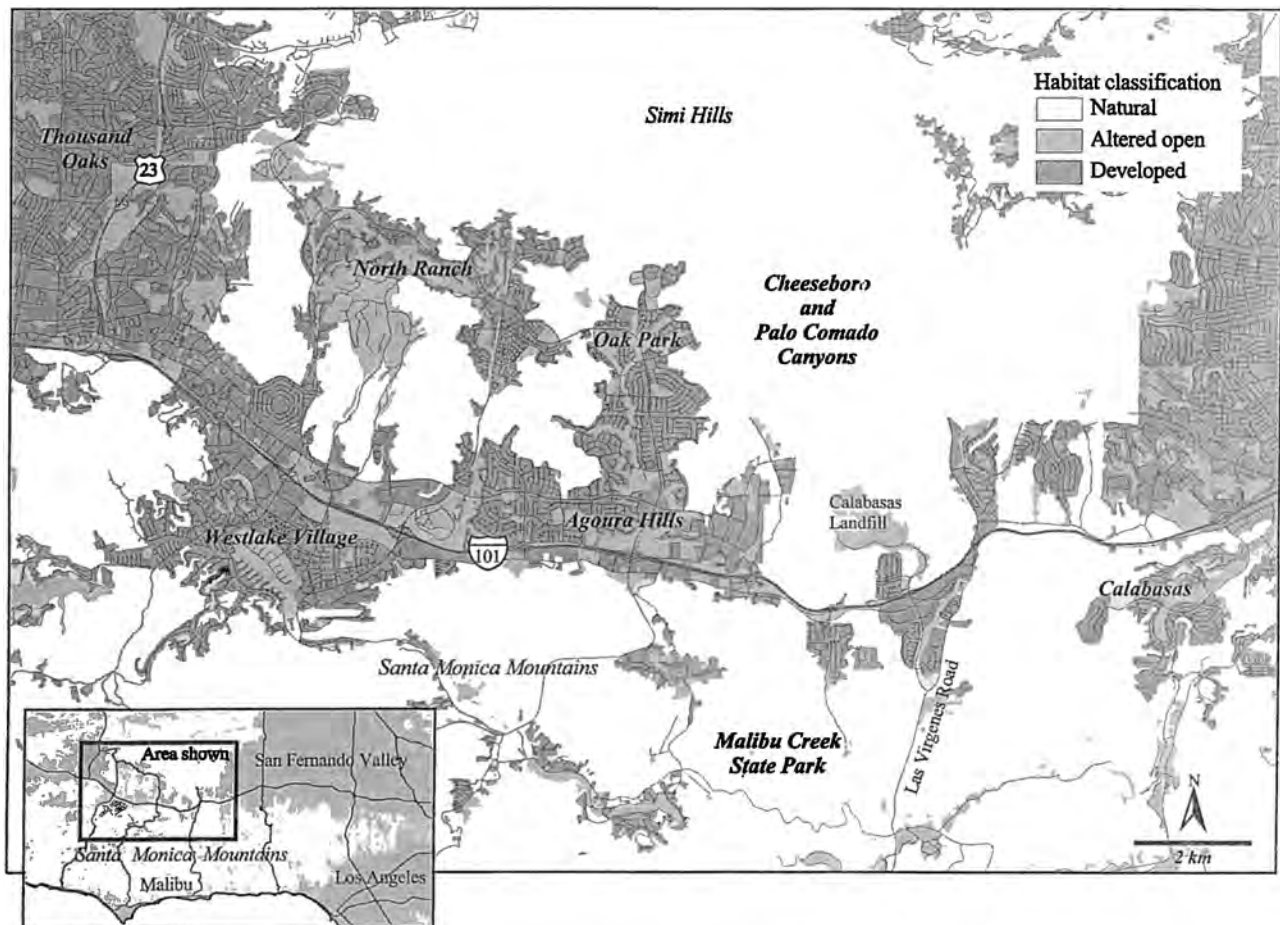 Habitat classification
Natural
Altered open
Developed
Simi Hills
Thousand
Oaks
23
North Ranch
Cheeseboro
and
Palo Comado
Canyons
Oak Park
Calabasas
Landfill
Agoura Hills
Westlake Village
101
Calabasas
Santa Monica Mountains
Las Virgenes Road
Malibu Creek
State Park
N
2 km
Area shown
San Fernando Valley
Santa Monica Mountains
Malibu
Los Angeles